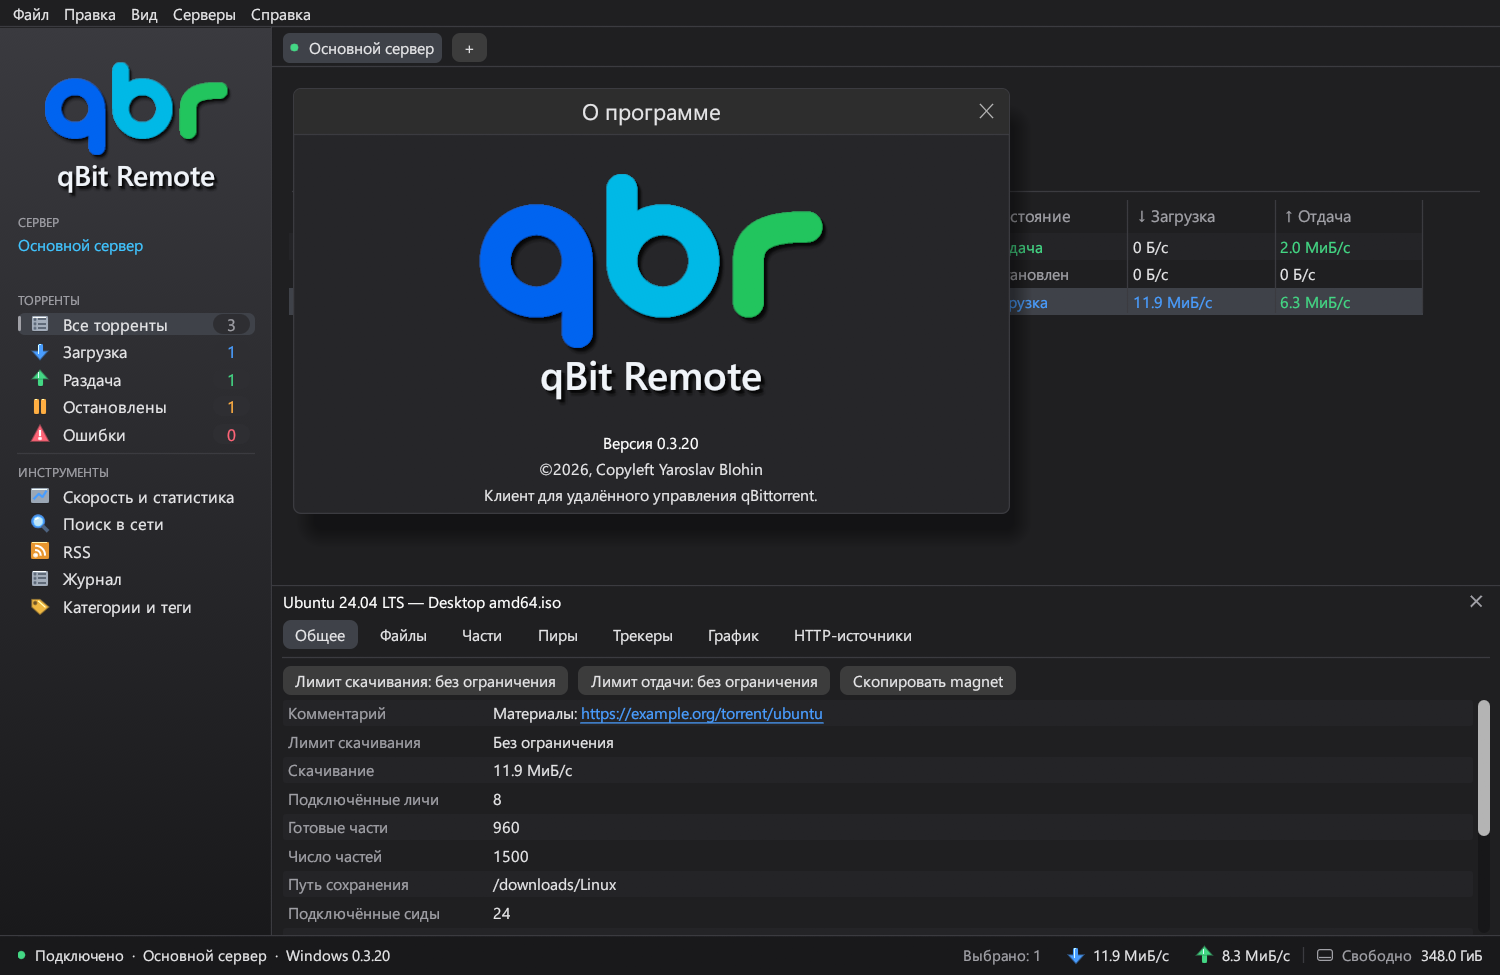 Файл Правка Вид Серверы Справка
qbr
qBit Remote
СЕРВЕР
Основной сервер
ТОРРЕНТЫ
Все торренты 3
Загрузка 1
Раздача 1
Остановлены 1
Ошибки 0
ИНСТРУМЕНТЫ
Скорость и статистика
Поиск в сети
RSS
Журнал
Категории и теги
Основной сервер +
О программе
qbr
qBit Remote
Версия 0.3.20
©2026, Copyleft Yaroslav Blohin
Клиент для удалённого управления qBittorrent.
стояние ↓ Загрузка ↑ Отдача
дача 0 Б/с 2.0 МиБ/с
ановлен 0 Б/с 0 Б/с
рузка 11.9 МиБ/с 6.3 МиБ/с
Ubuntu 24.04 LTS — Desktop amd64.iso
Общее Файлы Части Пиры Трекеры График HTTP-источники
Лимит скачивания: без ограничения Лимит отдачи: без ограничения Скопировать magnet
Комментарий Материалы: https://example.org/torrent/ubuntu
Лимит скачивания Без ограничения
Скачивание 11.9 МиБ/с
Подключённые личи 8
Готовые части 960
Число частей 1500
Путь сохранения /downloads/Linux
Подключённые сиды 24
Подключено · Основной сервер · Windows 0.3.20 Выбрано: 1 11.9 МиБ/с 8.3 МиБ/с Свободно 348.0 ГиБ